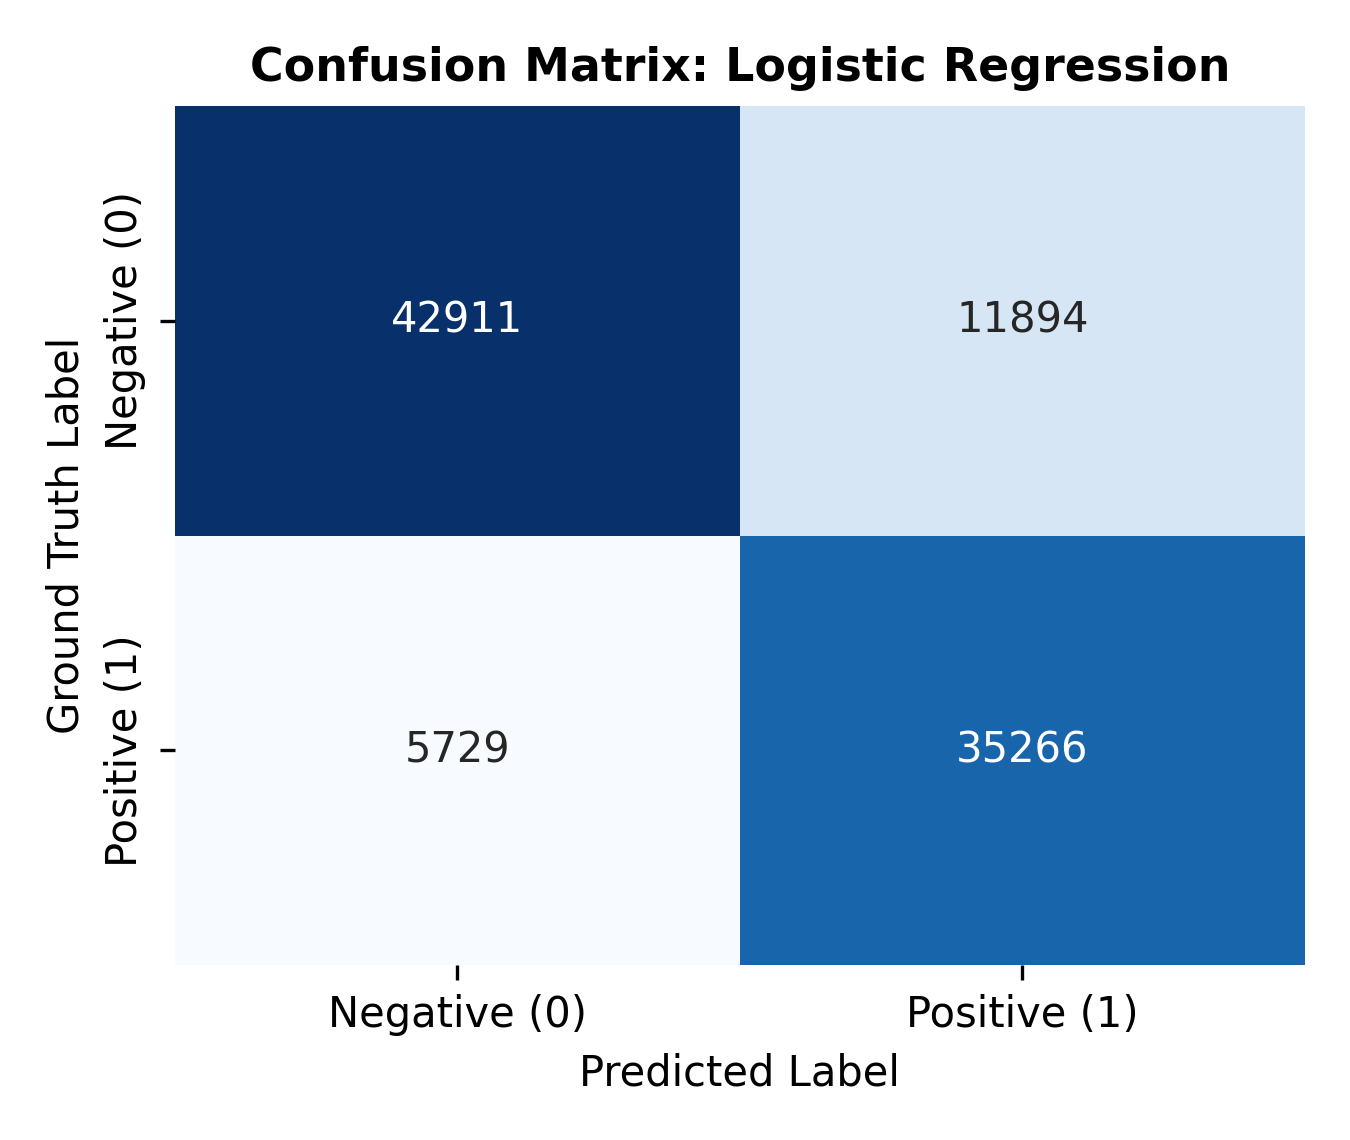 Confusion Matrix: Logistic Regression
Ground Truth Label
Negative (0)
42911
11894
Positive (1)
5729
35266
Negative (0)
Positive (1)
Predicted Label